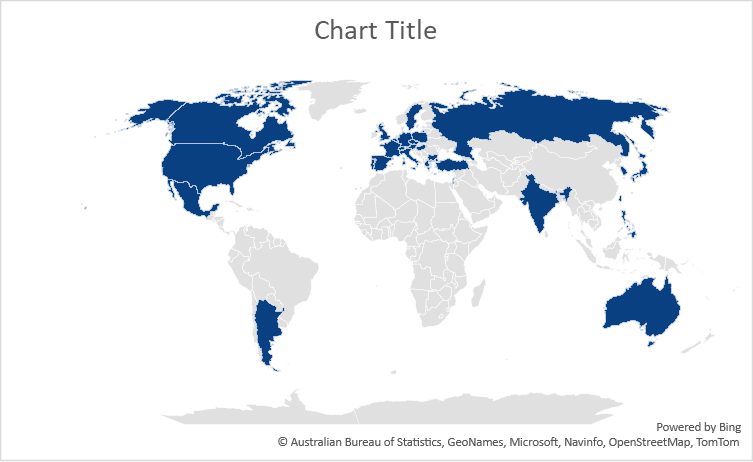 Chart Title
Powered by Bing
© Australian Bureau of Statistics, GeoNames, Microsoft, Navinfo, OpenStreetMap, TomTom